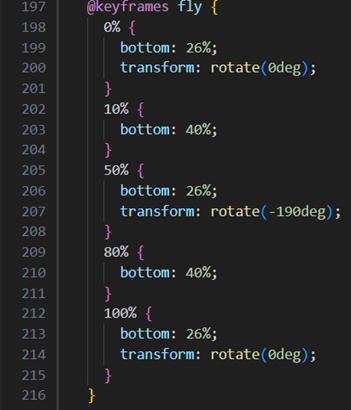 197 @keyframes fly {
198 0% {
199 bottom: 26%;
200 transform: rotate(0deg);
201 }
202 10% {
203 bottom: 40%;
204 }
205 50% {
206 bottom: 26%;
207 transform: rotate(-190deg);
208 }
209 80% {
210 bottom: 40%;
211 }
212 100% {
213 bottom: 26%;
214 transform: rotate(0deg);
215 }
216 }